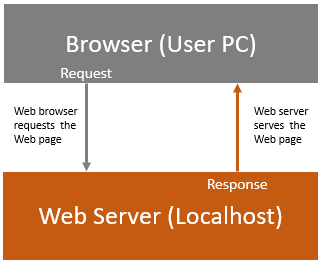 Browser (User PC)
Request
Web browser
requests the
Web page
Web server
serves the
Web page
Response
Web Server (Localhost)